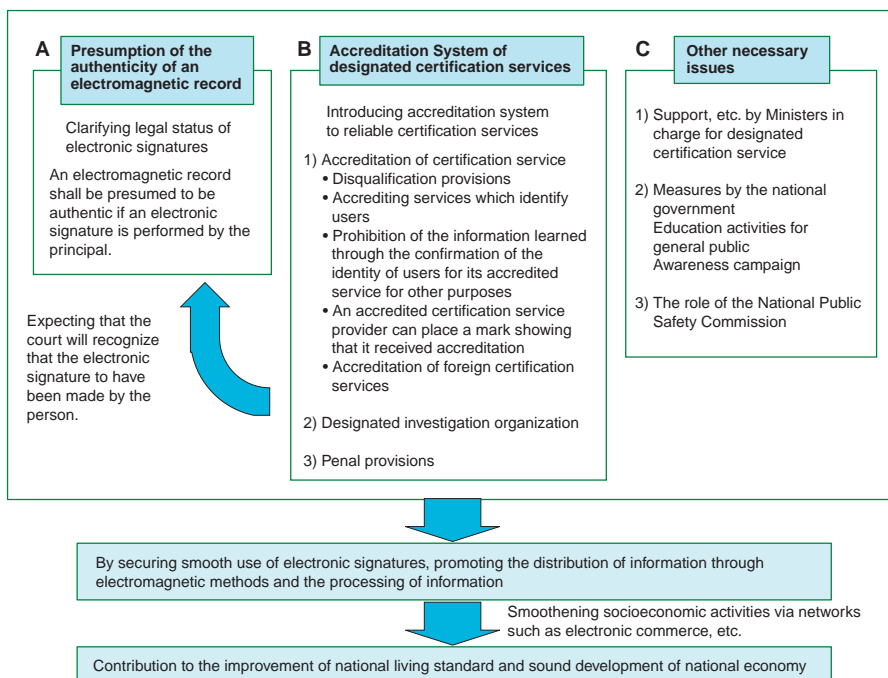 A
Presumption of the
authenticity of an
electromagnetic record
Clarifying legal status of
electronic signatures
An electromagnetic record
shall be presumed to be
authentic if an electronic
signature is performed by the
principal.
Expecting that the
court will recognize
that the electronic
signature to have
been made by the
person.
B
Accreditation System of
designated certification services
Introducing accreditation system
to reliable certification services
1) Accreditation of certification service
• Disqualification provisions
• Accrediting services which identify
users
• Prohibition of the information learned
through the confirmation of the
identity of users for its accredited
service for other purposes
• An accredited certification service
provider can place a mark showing
that it received accreditation
• Accreditation of foreign certification
services
2) Designated investigation organization
3) Penal provisions
C
Other necessary
issues
1) Support, etc. by Ministers in
charge for designated
certification service
2) Measures by the national
government
Education activities for
general public
Awareness campaign
3) The role of the National Public
Safety Commission
By securing smooth use of electronic signatures, promoting the distribution of information through
electromagnetic methods and the processing of information
Smoothening socioeconomic activities via networks
such as electronic commerce, etc.
Contribution to the improvement of national living standard and sound development of national economy